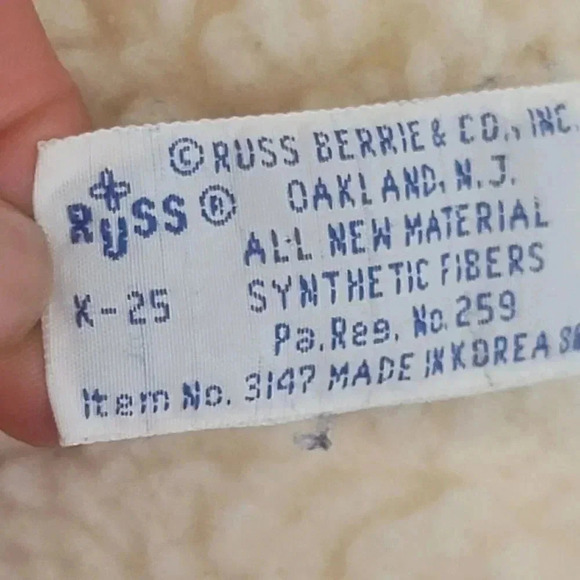 © RUSS BERRIE & CO., INC.
RUSS ®
OAKLAND, N.J.
ALL NEW MATERIAL
K-25
SYNTHETIC FIBERS
Pa. Reg. No. 259
Item No. 3147 MADE IN KOREA